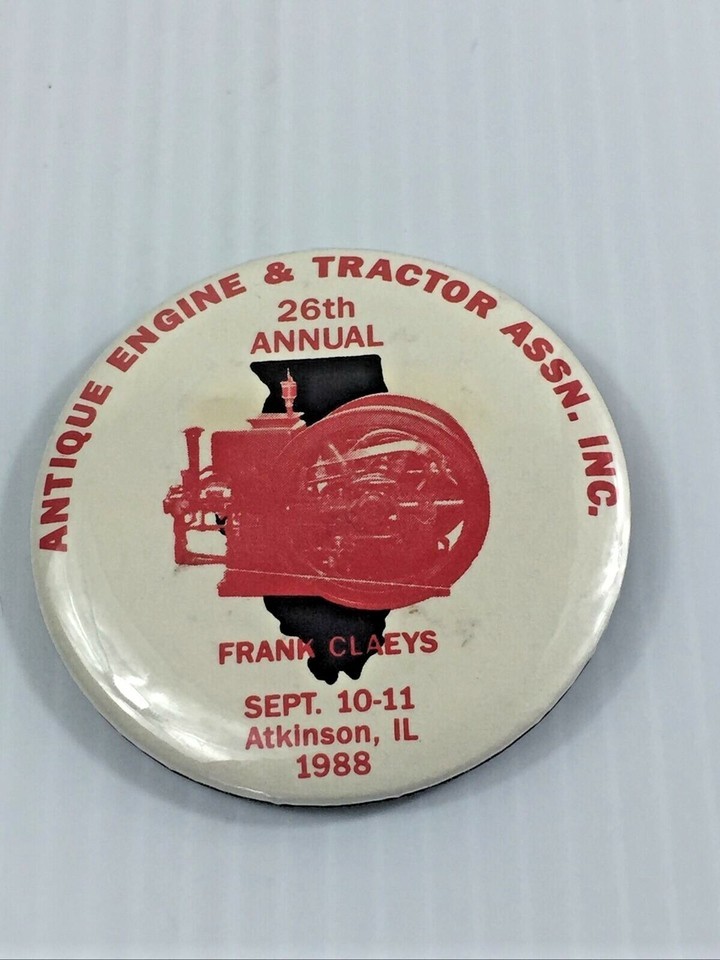 ANTIQUE ENGINE & TRACTOR ASSN. INC.
26th
ANNUAL
FRANK CLAEYS
SEPT. 10-11
Atkinson, IL
1988